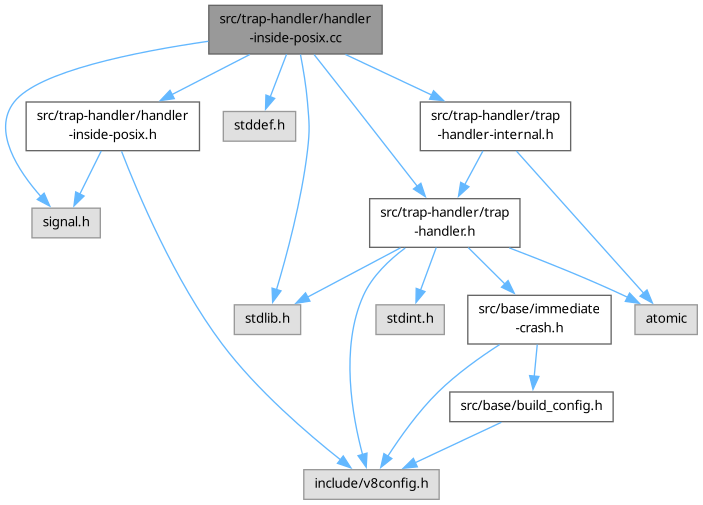 src/trap-handler/handler
-inside-posix.cc
src/trap-handler/handler
-inside-posix.h
stddef.h
src/trap-handler/trap
-handler-internal.h
signal.h
src/trap-handler/trap
-handler.h
stdlib.h
stdint.h
src/base/immediate
-crash.h
atomic
src/base/build_config.h
include/v8config.h